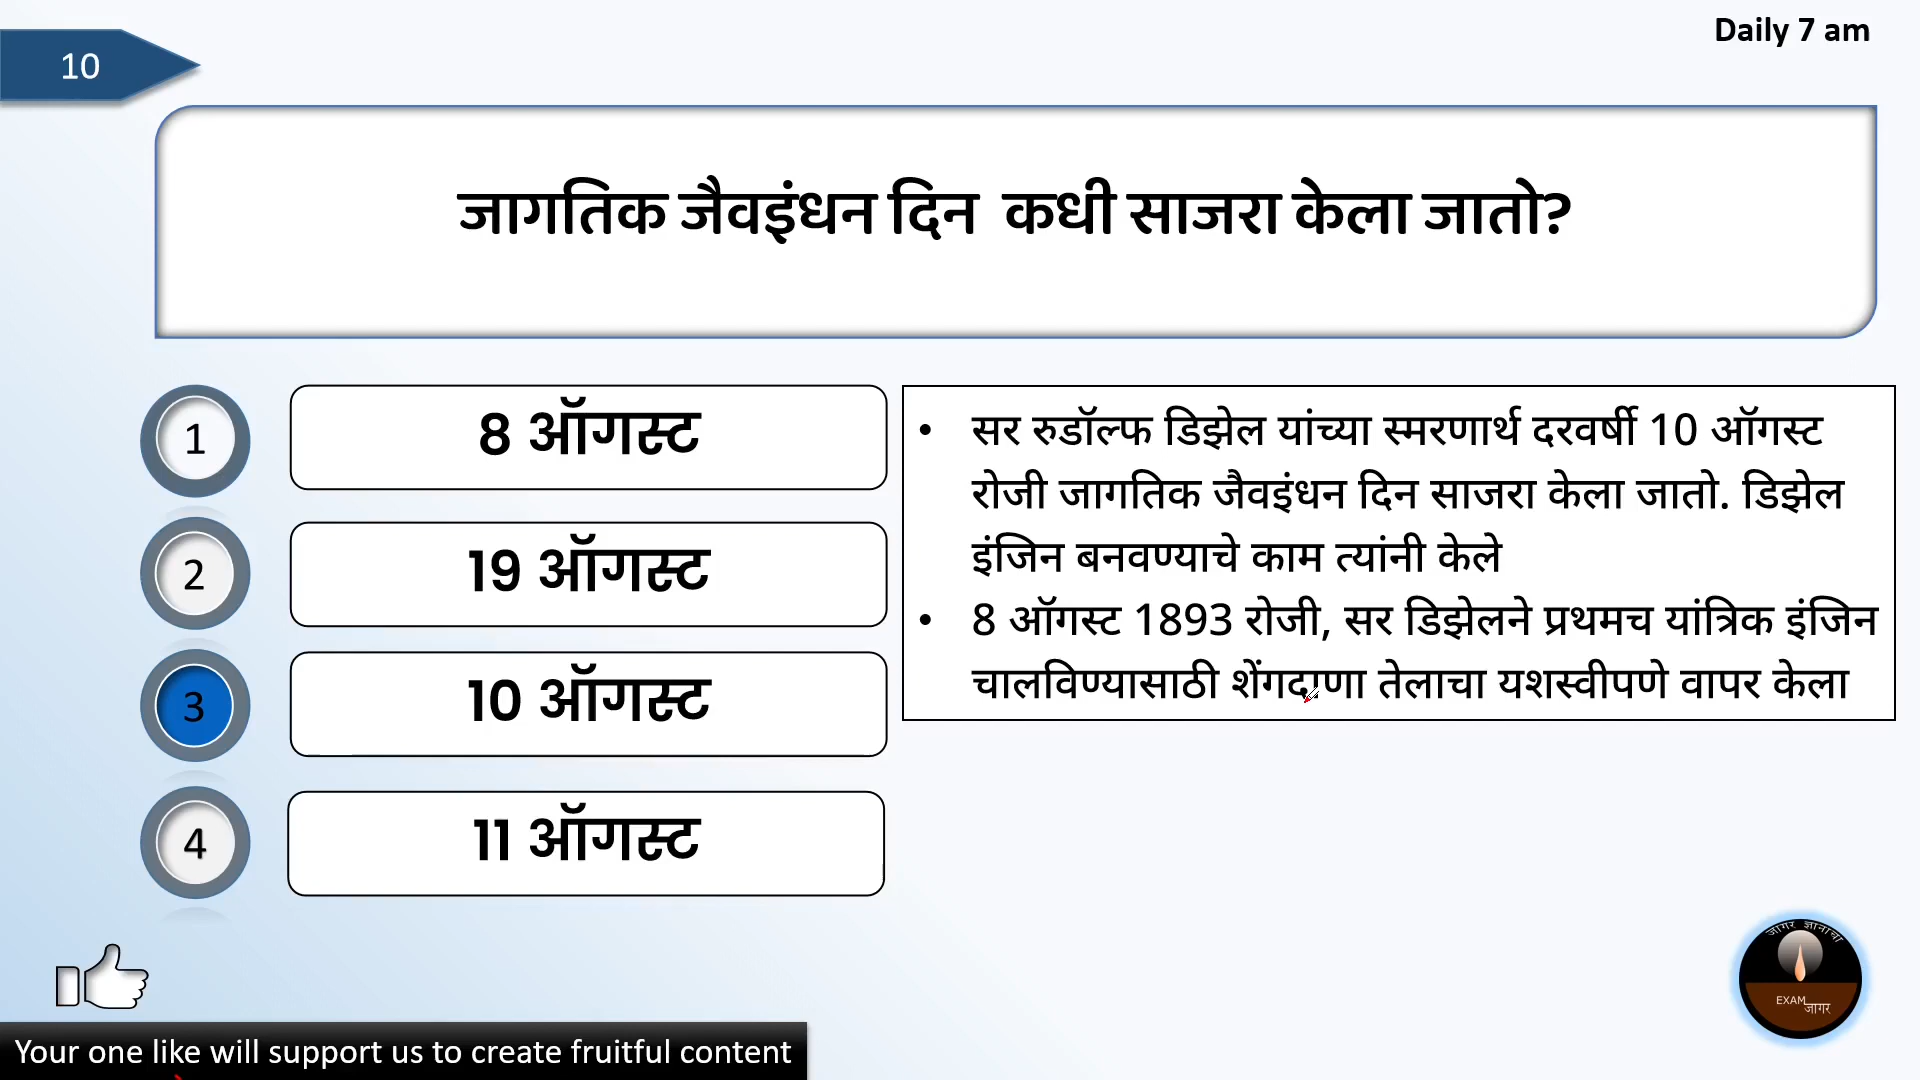 Daily 7 am
10
जागतिक जैवइंधन दिन कधी साजरा केला जातो?
1
8 ऑगस्ट
2
19 ऑगस्ट
3
10 ऑगस्ट
4
11 ऑगस्ट
• सर रुडॉल्फ डिझेल यांच्या स्मरणार्थ दरवर्षी 10 ऑगस्ट
रोजी जागतिक जैवइंधन दिन साजरा केला जातो. डिझेल
इंजिन बनवण्याचे काम त्यांनी केले
• 8 ऑगस्ट 1893 रोजी, सर डिझेलने प्रथमच यांत्रिक इंजिन
चालविण्यासाठी शेंगदाणा तेलाचा यशस्वीपणे वापर केला
जागर ज्ञानाचा
EXAM
जागर
Your one like will support us to create fruitful content